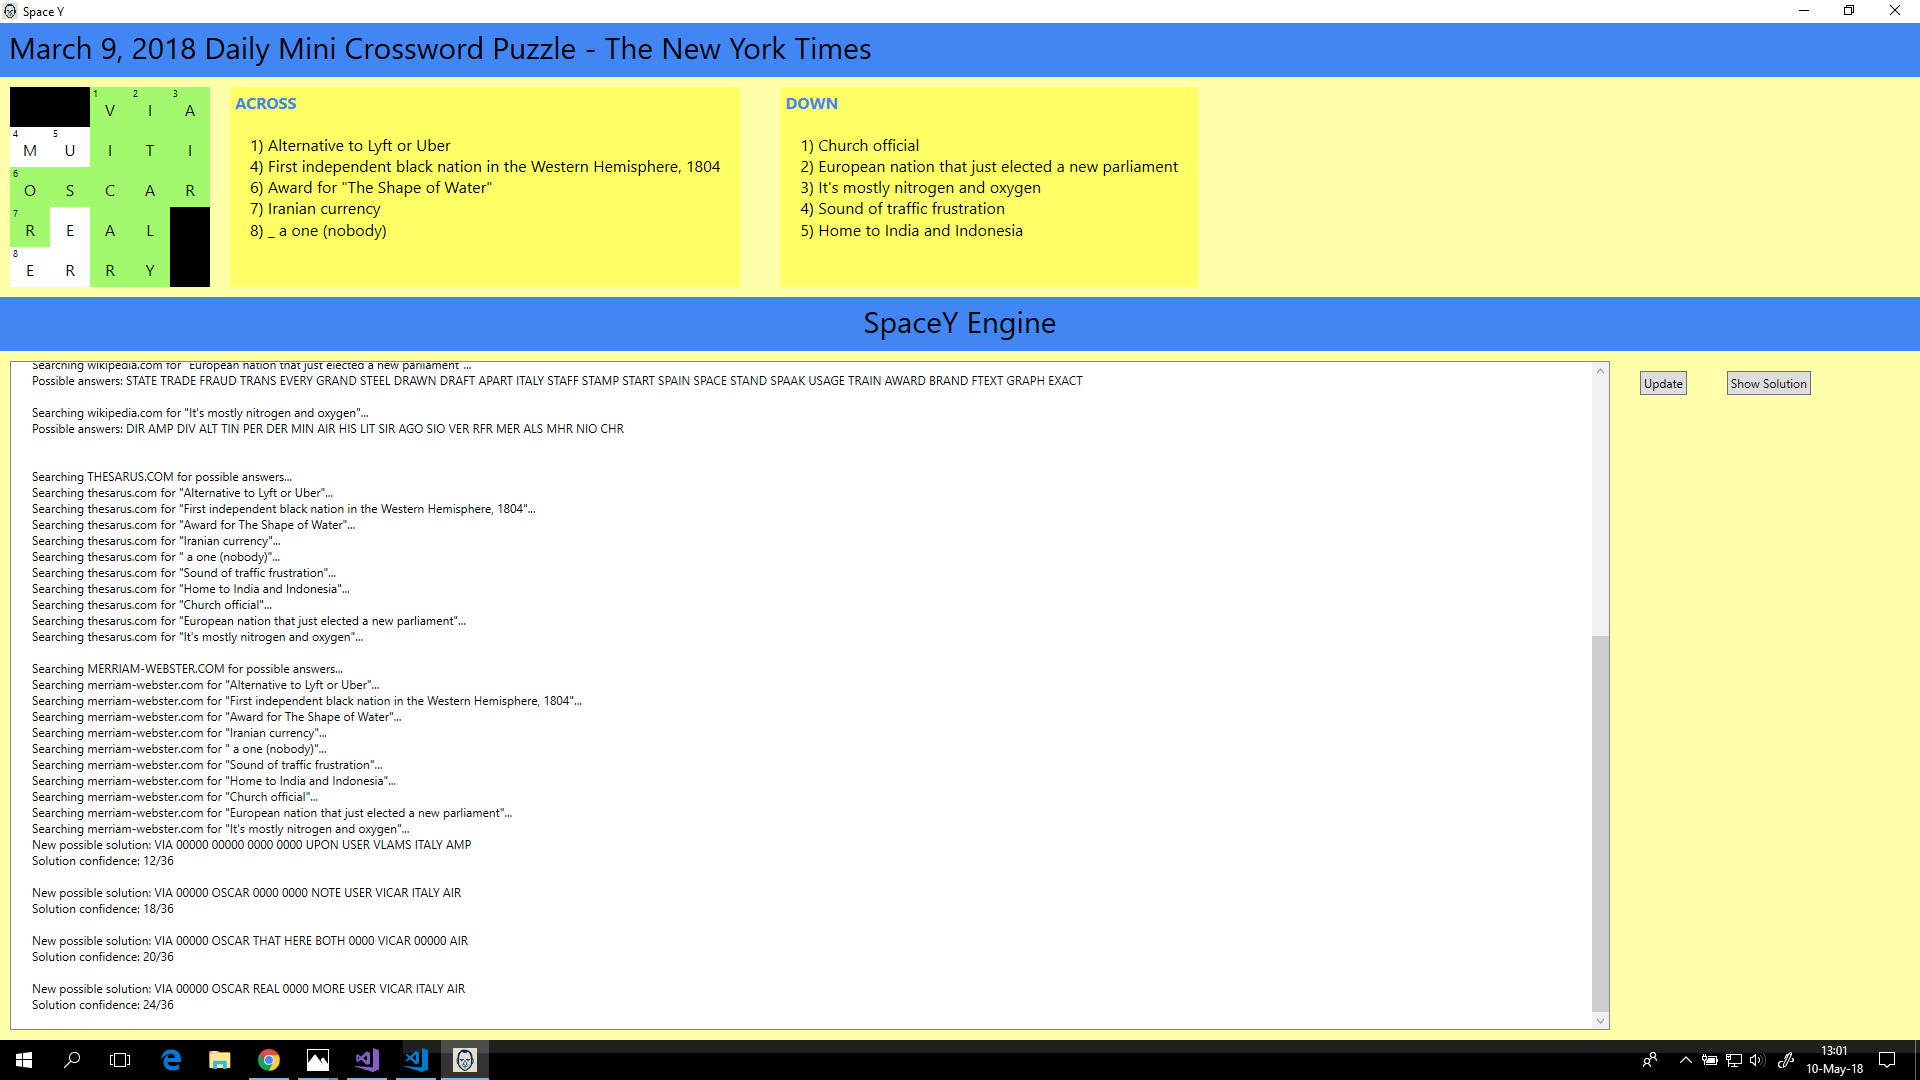 Space Y
March 9, 2018 Daily Mini Crossword Puzzle - The New York Times
1 V 2 I 3 A
4 M 5 U I T I
6 O S C A R
7 R E A L
8 E R R Y
ACROSS
1) Alternative to Lyft or Uber
4) First independent black nation in the Western Hemisphere, 1804
6) Award for "The Shape of Water"
7) Iranian currency
8) _ a one (nobody)
DOWN
1) Church official
2) European nation that just elected a new parliament
3) It's mostly nitrogen and oxygen
4) Sound of traffic frustration
5) Home to India and Indonesia
SpaceY Engine
Searching wikipedia.com for "European nation that just elected a new parliament"...
Possible answers: STATE TRADE FRAUD TRANS EVERY GRAND STEEL DRAWN DRAFT APART ITALY STAFF STAMP START SPAIN SPACE STAND SPAAK USAGE TRAIN AWARD BRAND FTEXT GRAPH EXACT
Searching wikipedia.com for "It's mostly nitrogen and oxygen"...
Possible answers: DIR AMP DIV ALT TIN PER DER MIN AIR HIS LIT SIR AGO SIO VER RFR MER ALS MHR NIO CHR
Searching THESARUS.COM for possible answers...
Searching thesarus.com for "Alternative to Lyft or Uber"...
Searching thesarus.com for "First independent black nation in the Western Hemisphere, 1804"...
Searching thesarus.com for "Award for The Shape of Water"...
Searching thesarus.com for "Iranian currency"...
Searching thesarus.com for " a one (nobody)"...
Searching thesarus.com for "Sound of traffic frustration"...
Searching thesarus.com for "Home to India and Indonesia"...
Searching thesarus.com for "Church official"...
Searching thesarus.com for "European nation that just elected a new parliament"...
Searching thesarus.com for "It's mostly nitrogen and oxygen"...
Searching MERRIAM-WEBSTER.COM for possible answers...
Searching merriam-webster.com for "Alternative to Lyft or Uber"...
Searching merriam-webster.com for "First independent black nation in the Western Hemisphere, 1804"...
Searching merriam-webster.com for "Award for The Shape of Water"...
Searching merriam-webster.com for "Iranian currency"...
Searching merriam-webster.com for " a one (nobody)"...
Searching merriam-webster.com for "Sound of traffic frustration"...
Searching merriam-webster.com for "Home to India and Indonesia"...
Searching merriam-webster.com for "Church official"...
Searching merriam-webster.com for "European nation that just elected a new parliament"...
Searching merriam-webster.com for "It's mostly nitrogen and oxygen"...
New possible solution: VIA 00000 00000 0000 0000 UPON USER VLAMS ITALY AMP
Solution confidence: 12/36
New possible solution: VIA 00000 OSCAR 0000 0000 NOTE USER VICAR ITALY AIR
Solution confidence: 18/36
New possible solution: VIA 00000 OSCAR THAT HERE BOTH 0000 VICAR 00000 AIR
Solution confidence: 20/36
New possible solution: VIA 00000 OSCAR REAL 0000 MORE USER VICAR ITALY AIR
Solution confidence: 24/36
Update
Show Solution
13:01
10-May-18